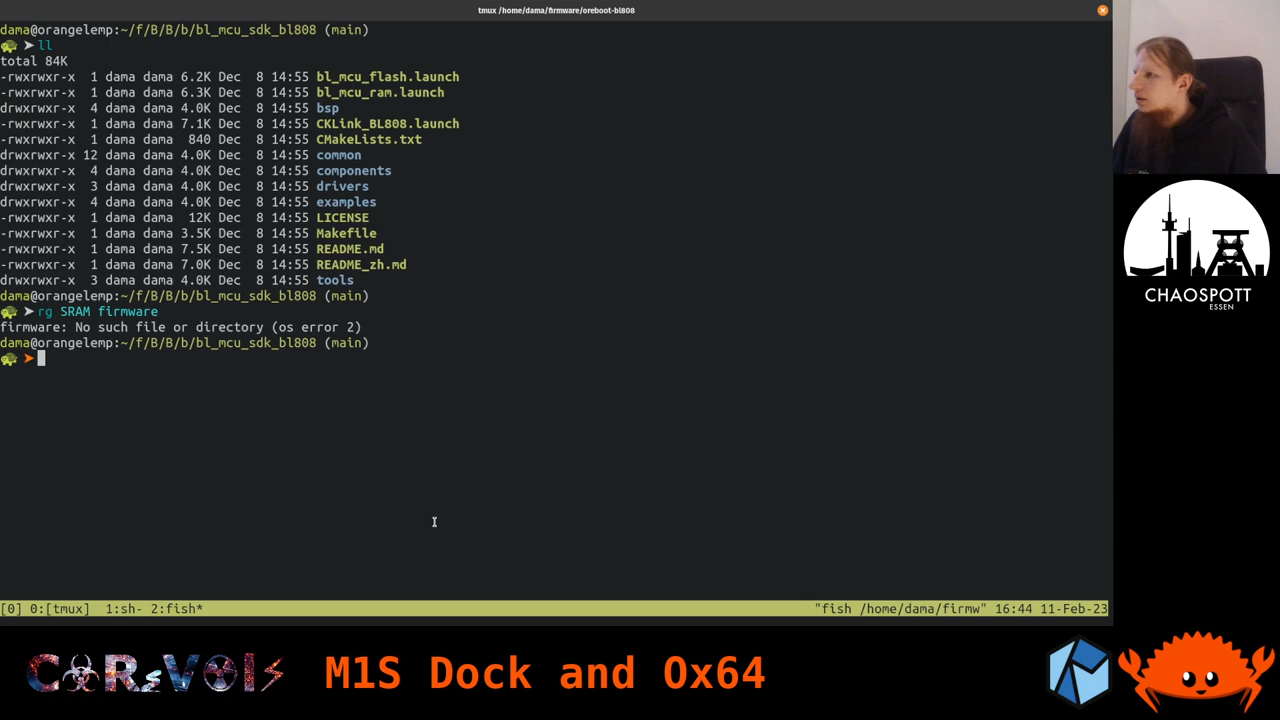 tmux /home/dama/firmware/oreboot-bl808
dama@orangelemp:~/f/B/B/b/bl_mcu_sdk_bl808 (main)
➤ ll
total 84K
-rwxrwxr-x  1 dama dama 6.2K Dec  8 14:55 bl_mcu_flash.launch
-rwxrwxr-x  1 dama dama 6.3K Dec  8 14:55 bl_mcu_ram.launch
drwxrwxr-x  4 dama dama 4.0K Dec  8 14:55 bsp
-rwxrwxr-x  1 dama dama 7.1K Dec  8 14:55 CKLink_BL808.launch
-rwxrwxr-x  1 dama dama  840 Dec  8 14:55 CMakeLists.txt
drwxrwxr-x 12 dama dama 4.0K Dec  8 14:55 common
drwxrwxr-x  4 dama dama 4.0K Dec  8 14:55 components
drwxrwxr-x  3 dama dama 4.0K Dec  8 14:55 drivers
drwxrwxr-x  4 dama dama 4.0K Dec  8 14:55 examples
-rwxrwxr-x  1 dama dama  12K Dec  8 14:55 LICENSE
-rwxrwxr-x  1 dama dama 3.5K Dec  8 14:55 Makefile
-rwxrwxr-x  1 dama dama 7.5K Dec  8 14:55 README.md
-rwxrwxr-x  1 dama dama 7.0K Dec  8 14:55 README_zh.md
drwxrwxr-x  3 dama dama 4.0K Dec  8 14:55 tools
dama@orangelemp:~/f/B/B/b/bl_mcu_sdk_bl808 (main)
➤ rg SRAM firmware
firmware: No such file or directory (os error 2)
dama@orangelemp:~/f/B/B/b/bl_mcu_sdk_bl808 (main)
➤
[0] 0:[tmux]  1:sh- 2:fish*
"fish /home/dama/firmw" 16:44 11-Feb-23
CHAOSPOTT
ESSEN
M1S Dock and Ox64